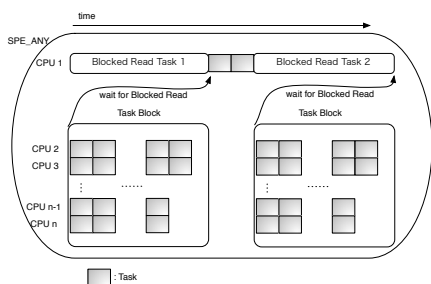 time
SPE_ANY
CPU 1
Blocked Read Task 1
Blocked Read Task 2
wait for Blocked Read
wait for Blocked Read
Task Block
Task Block
CPU 2
CPU 3
CPU n-1
CPU n
: Task